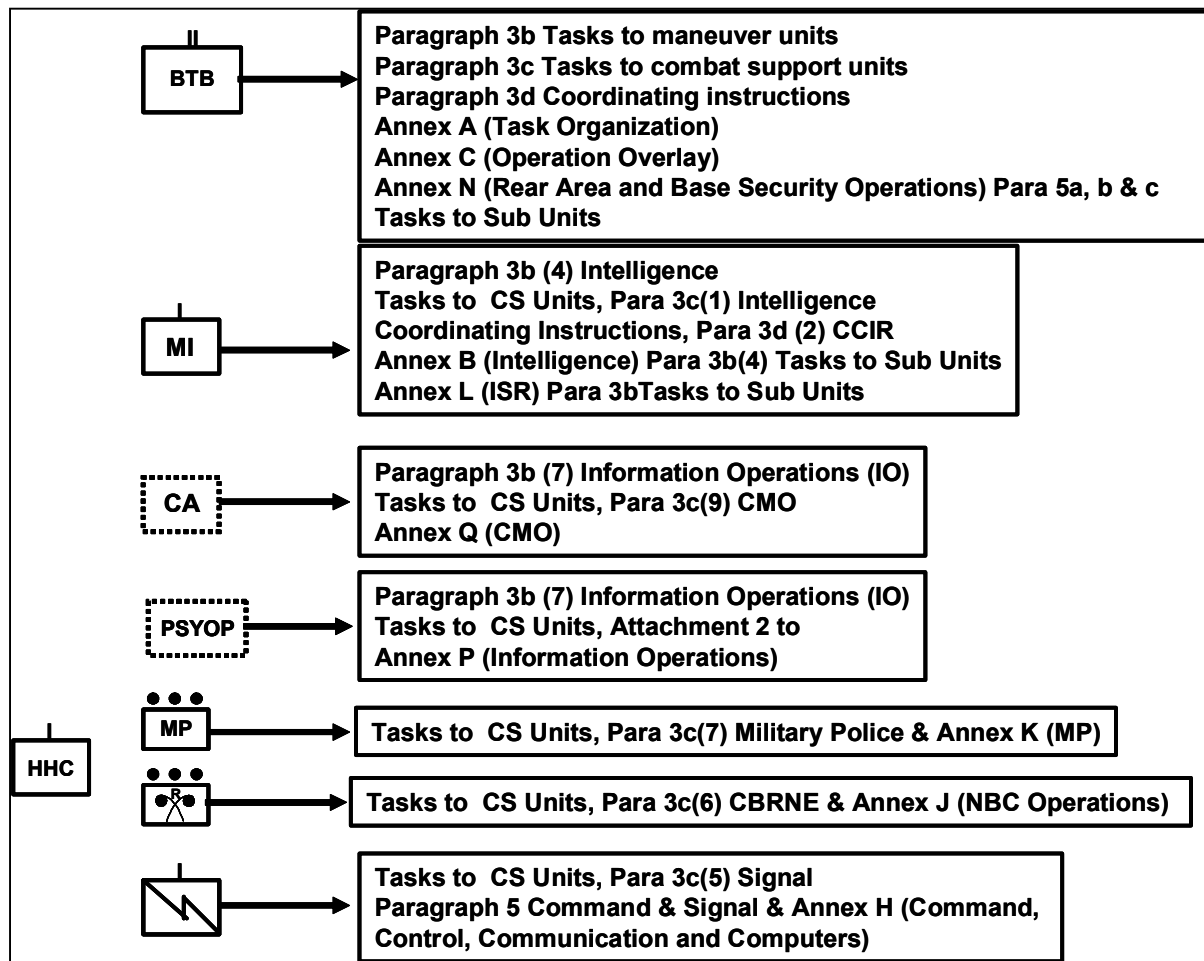 BTB
Paragraph 3b Tasks to maneuver units
Paragraph 3c Tasks to combat support units
Paragraph 3d Coordinating instructions
Annex A (Task Organization)
Annex C (Operation Overlay)
Annex N (Rear Area and Base Security Operations) Para 5a, b & c
Tasks to Sub Units
MI
Paragraph 3b (4) Intelligence
Tasks to CS Units, Para 3c(1) Intelligence
Coordinating Instructions, Para 3d (2) CCIR
Annex B (Intelligence) Para 3b(4) Tasks to Sub Units
Annex L (ISR) Para 3bTasks to Sub Units
CA
Paragraph 3b (7) Information Operations (IO)
Tasks to CS Units, Para 3c(9) CMO
Annex Q (CMO)
PSYOP
Paragraph 3b (7) Information Operations (IO)
Tasks to CS Units, Attachment 2 to
Annex P (Information Operations)
MP
Tasks to CS Units, Para 3c(7) Military Police & Annex K (MP)
HHC
R
Tasks to CS Units, Para 3c(6) CBRNE & Annex J (NBC Operations)
Tasks to CS Units, Para 3c(5) Signal
Paragraph 5 Command & Signal & Annex H (Command,
Control, Communication and Computers)